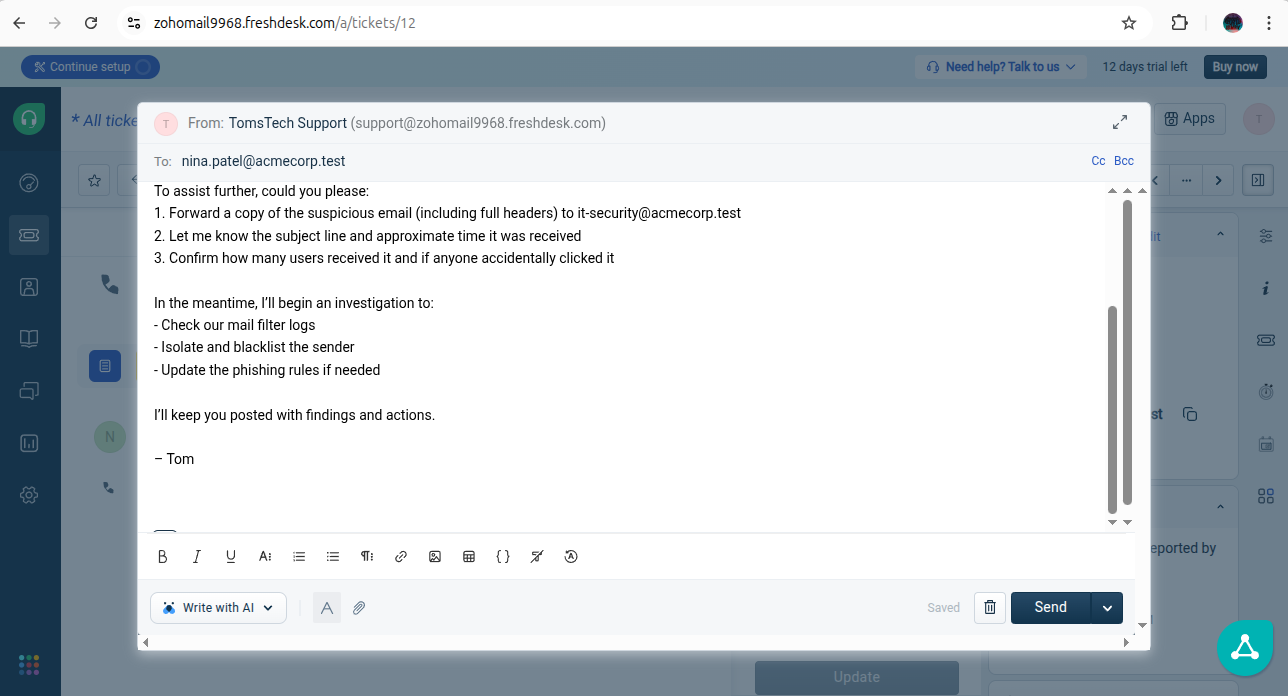 zohomail9968.freshdesk.com/a/tickets/12
Continue setup
Need help? Talk to us
12 days trial left
Buy now
* All ticke
Apps
T
T
From: TomsTech Support (support@zohomail9968.freshdesk.com)
To: nina.patel@acmecorp.test
Cc Bcc
To assist further, could you please:
1. Forward a copy of the suspicious email (including full headers) to it-security@acmecorp.test
2. Let me know the subject line and approximate time it was received
3. Confirm how many users received it and if anyone accidentally clicked it
In the meantime, I’ll begin an investigation to:
- Check our mail filter logs
- Isolate and blacklist the sender
- Update the phishing rules if needed
I’ll keep you posted with findings and actions.
– Tom
N
st
eported by
Write with AI
Saved
Send
Update